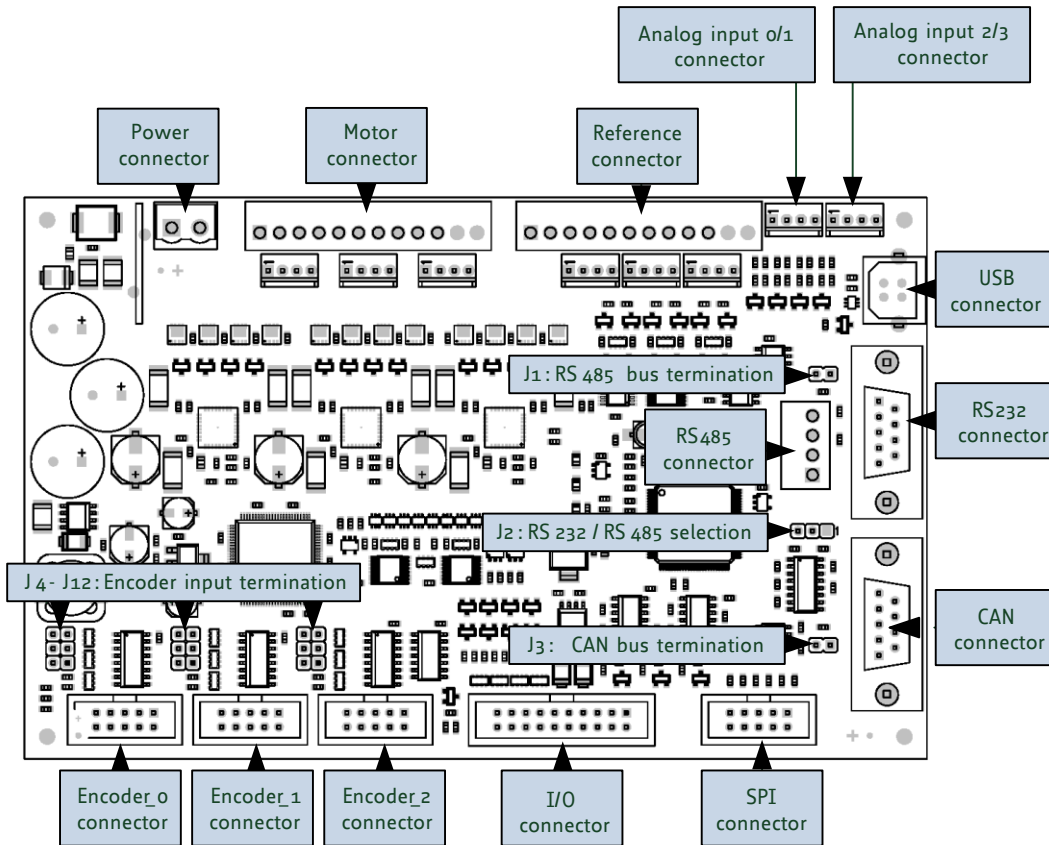 Analog input 0/1
connector
Analog input 2/3
connector
Power
connector
Motor
connector
Reference
connector
USB
connector
J1: RS 485 bus termination
RS485
connector
RS232
connector
J2: RS 232 / RS 485 selection
J4 - J12: Encoder input termination
J3: CAN bus termination
CAN
connector
Encoder_0
connector
Encoder_1
connector
Encoder_2
connector
I/O
connector
SPI
connector